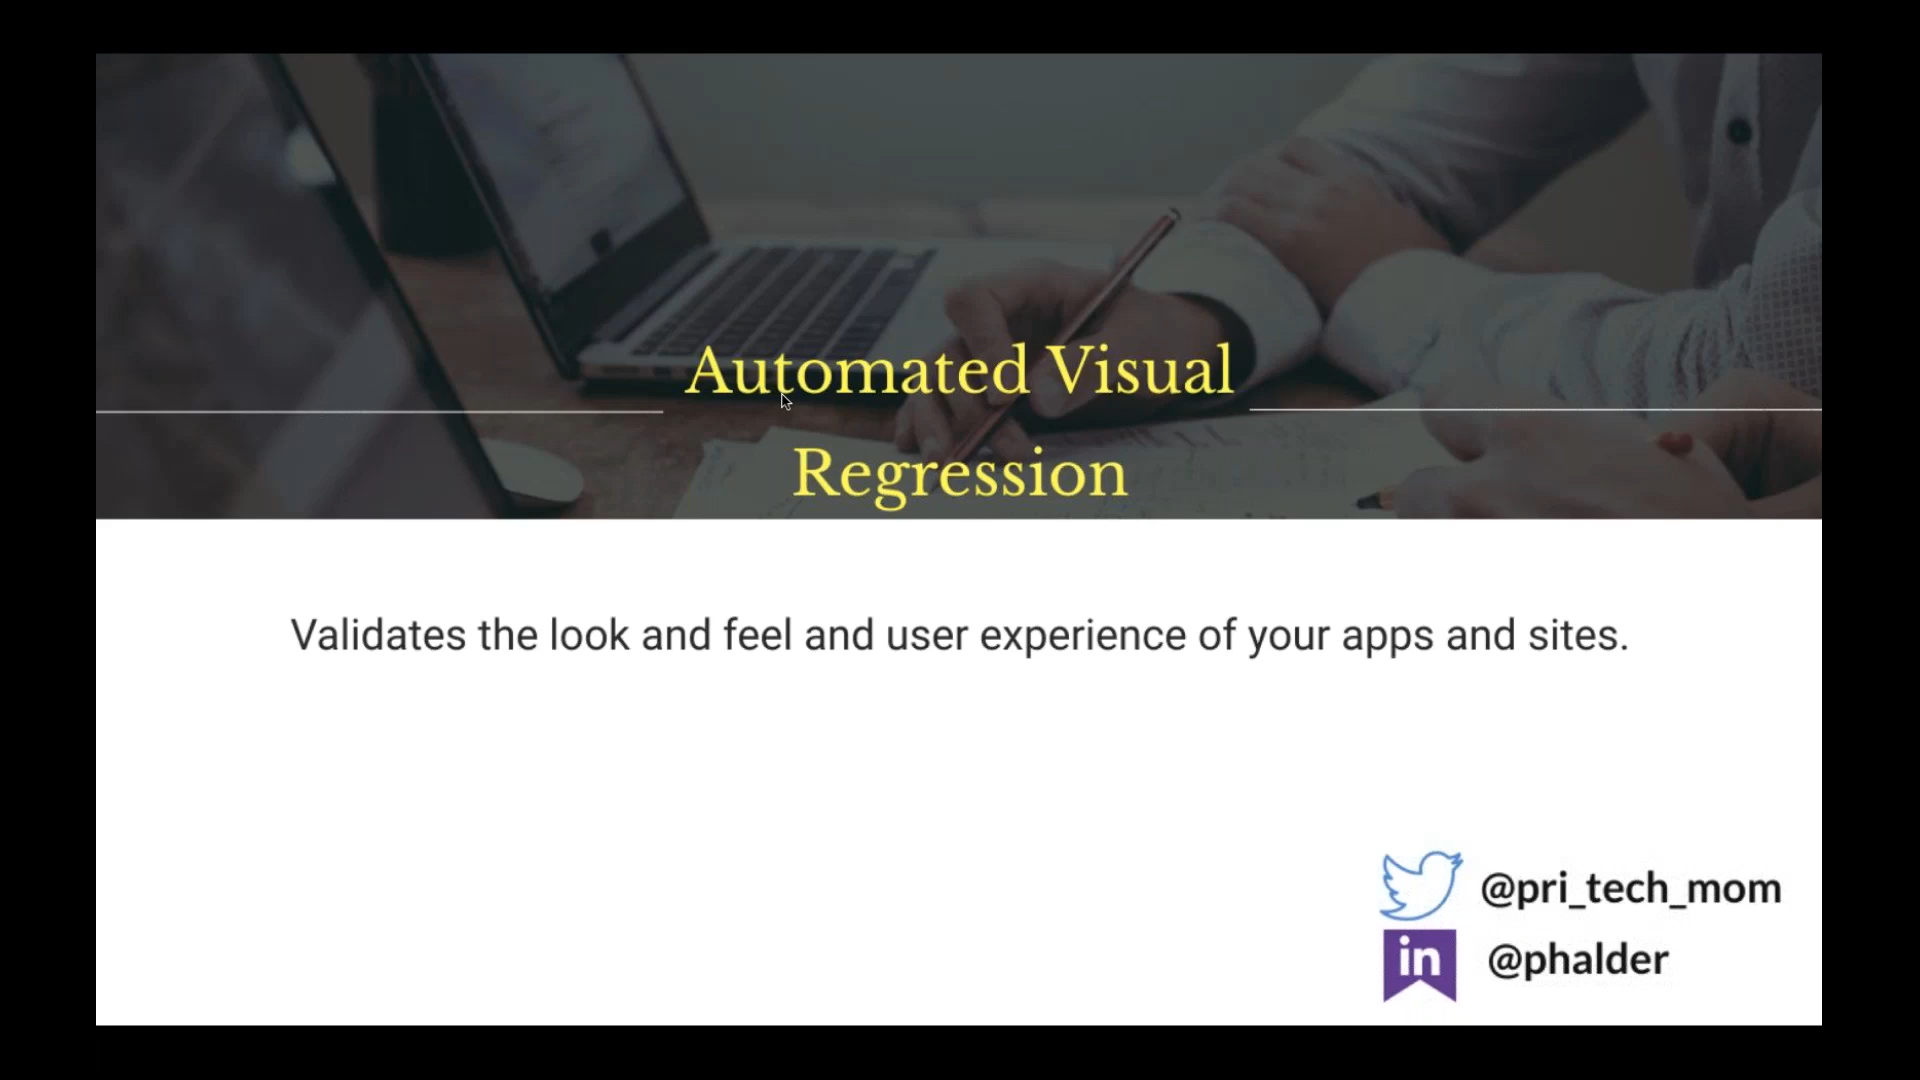 Automated Visual
Regression
Validates the look and feel and user experience of your apps and sites.
@pri_tech_mom
in @phalder